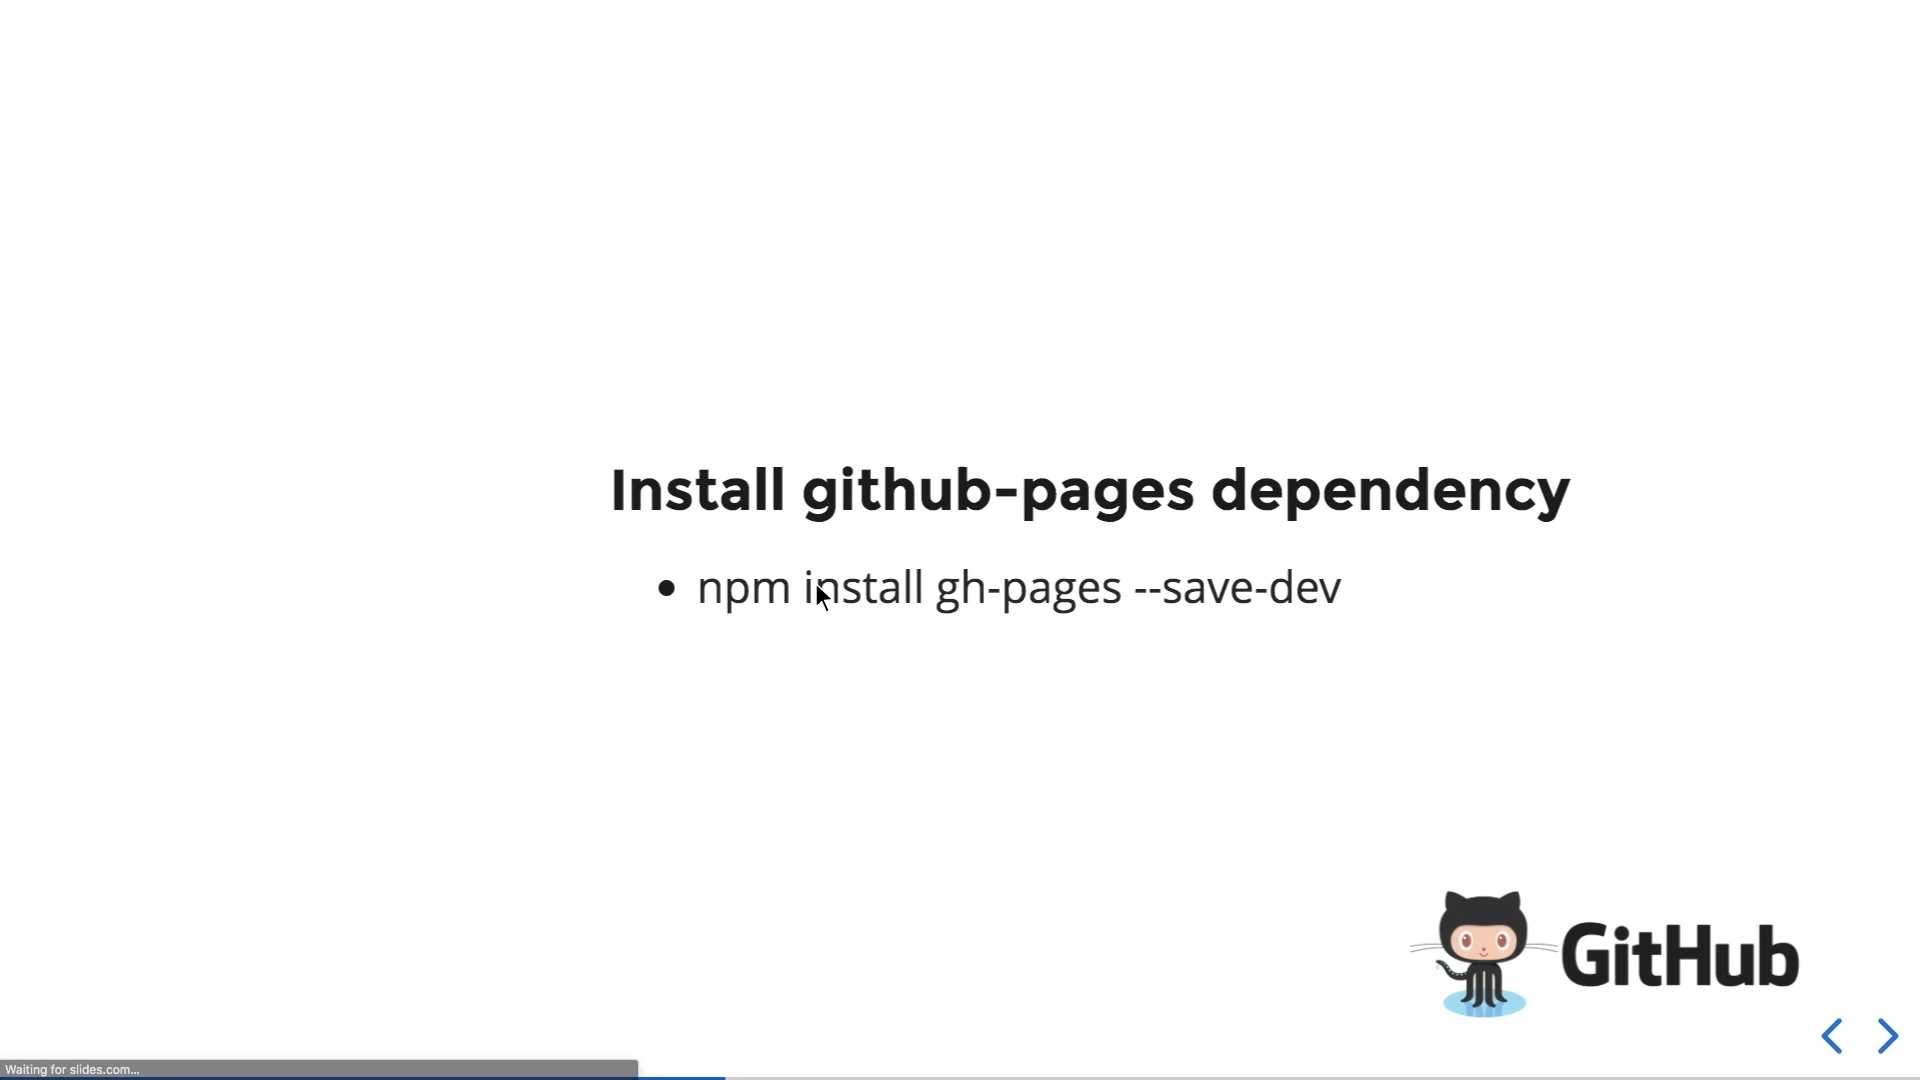 Install github-pages dependency
• npm install gh-pages --save-dev
GitHub
Waiting for slides.com...